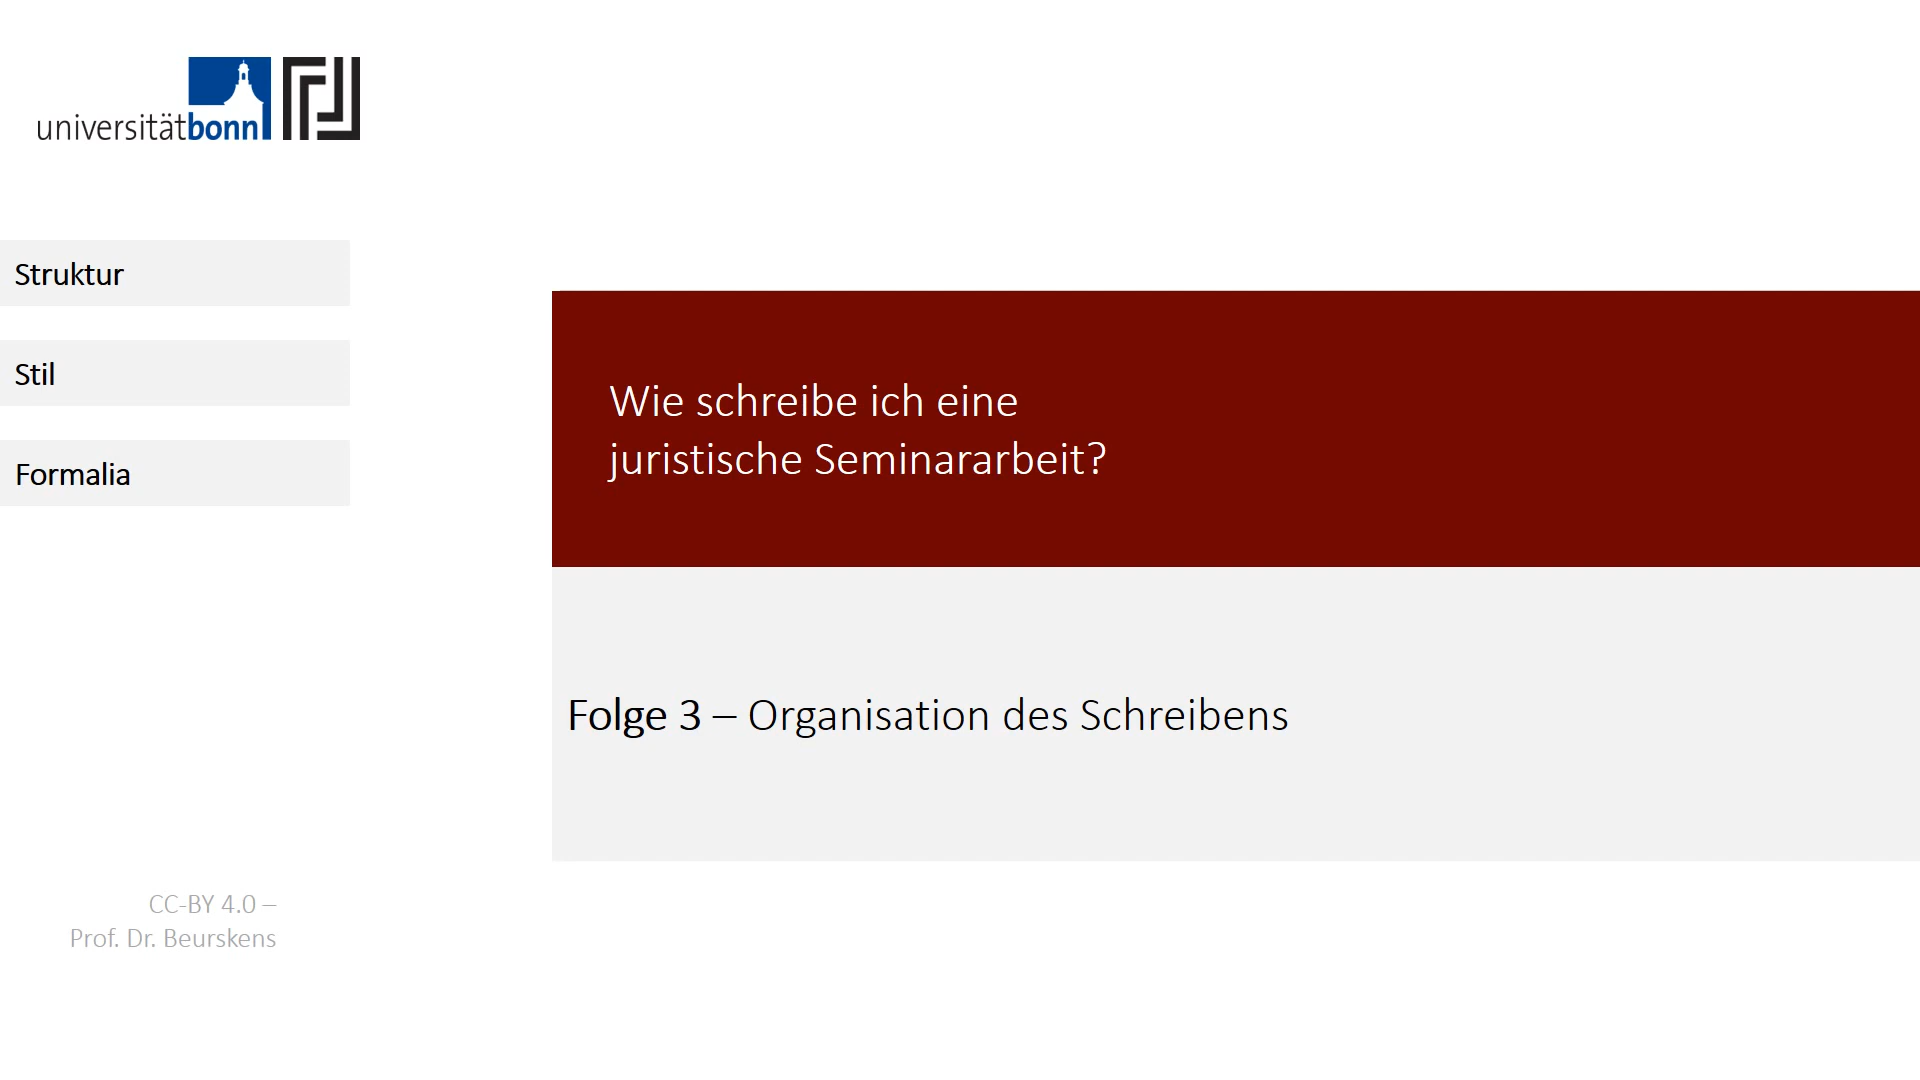 universitätbonn
Struktur
Stil
Formalia
Wie schreibe ich eine
juristische Seminararbeit?
Folge 3 – Organisation des Schreibens
CC-BY 4.0 –
Prof. Dr. Beurskens